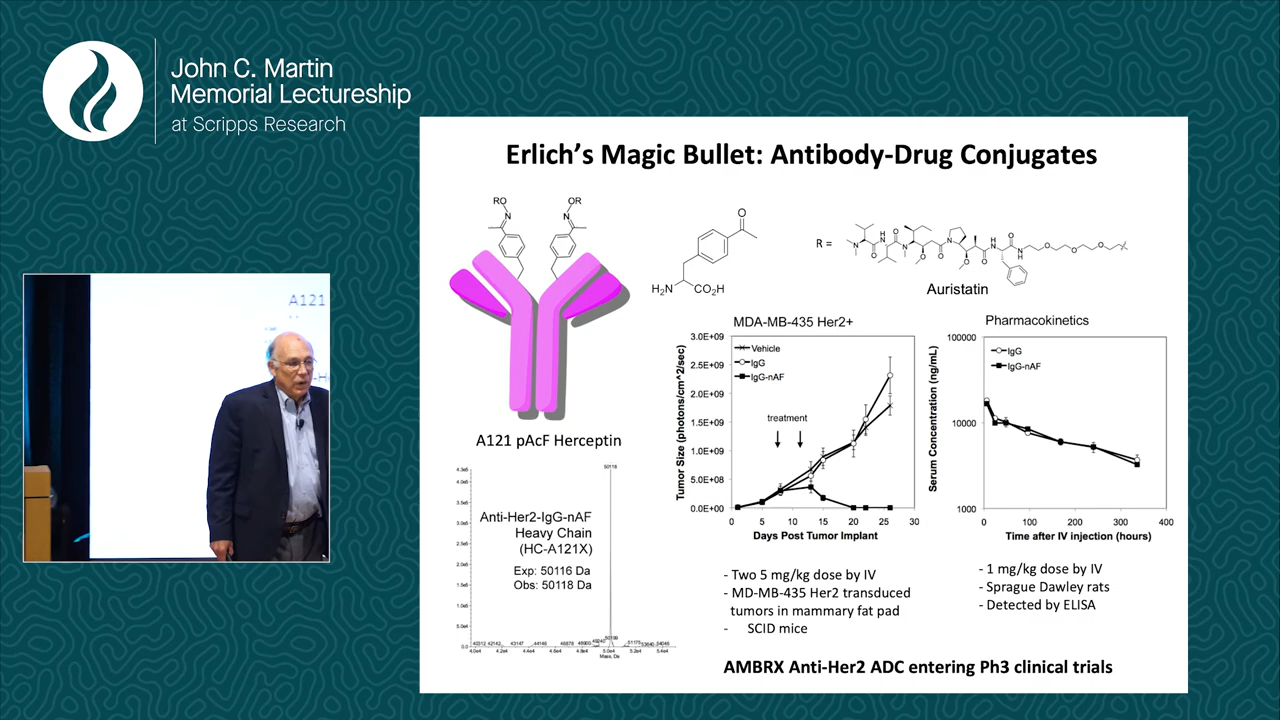 John C. Martin
Memorial Lectureship
at Scripps Research
A121
Erlich's Magic Bullet: Antibody-Drug Conjugates
RO
N
OR
N
O
H₂N
CO₂H
R =
Auristatin
A121 pAcF Herceptin
4.3e6
Anti-Her2-IgG-nAF
Heavy Chain
(HC-A121X)
Exp: 50116 Da
Obs: 50118 Da
50118
Mass, Da
MDA-MB-435 Her2+
Tumor Size (photons/cm^2/sec)
3.0E+09
2.5E+09
2.0E+09
1.5E+09
1.0E+09
5.0E+08
0.0E+00
Vehicle
IgG
IgG-nAF
treatment
0 5 10 15 20 25 30
Days Post Tumor Implant
- Two 5 mg/kg dose by IV
- MD-MB-435 Her2 transduced
tumors in mammary fat pad
- SCID mice
Pharmacokinetics
Serum Concentration (ng/mL)
100000
10000
1000
IgG
IgG-nAF
0 100 200 300 400
Time after IV injection (hours)
- 1 mg/kg dose by IV
- Sprague Dawley rats
- Detected by ELISA
AMBRX Anti-Her2 ADC entering Ph3 clinical trials